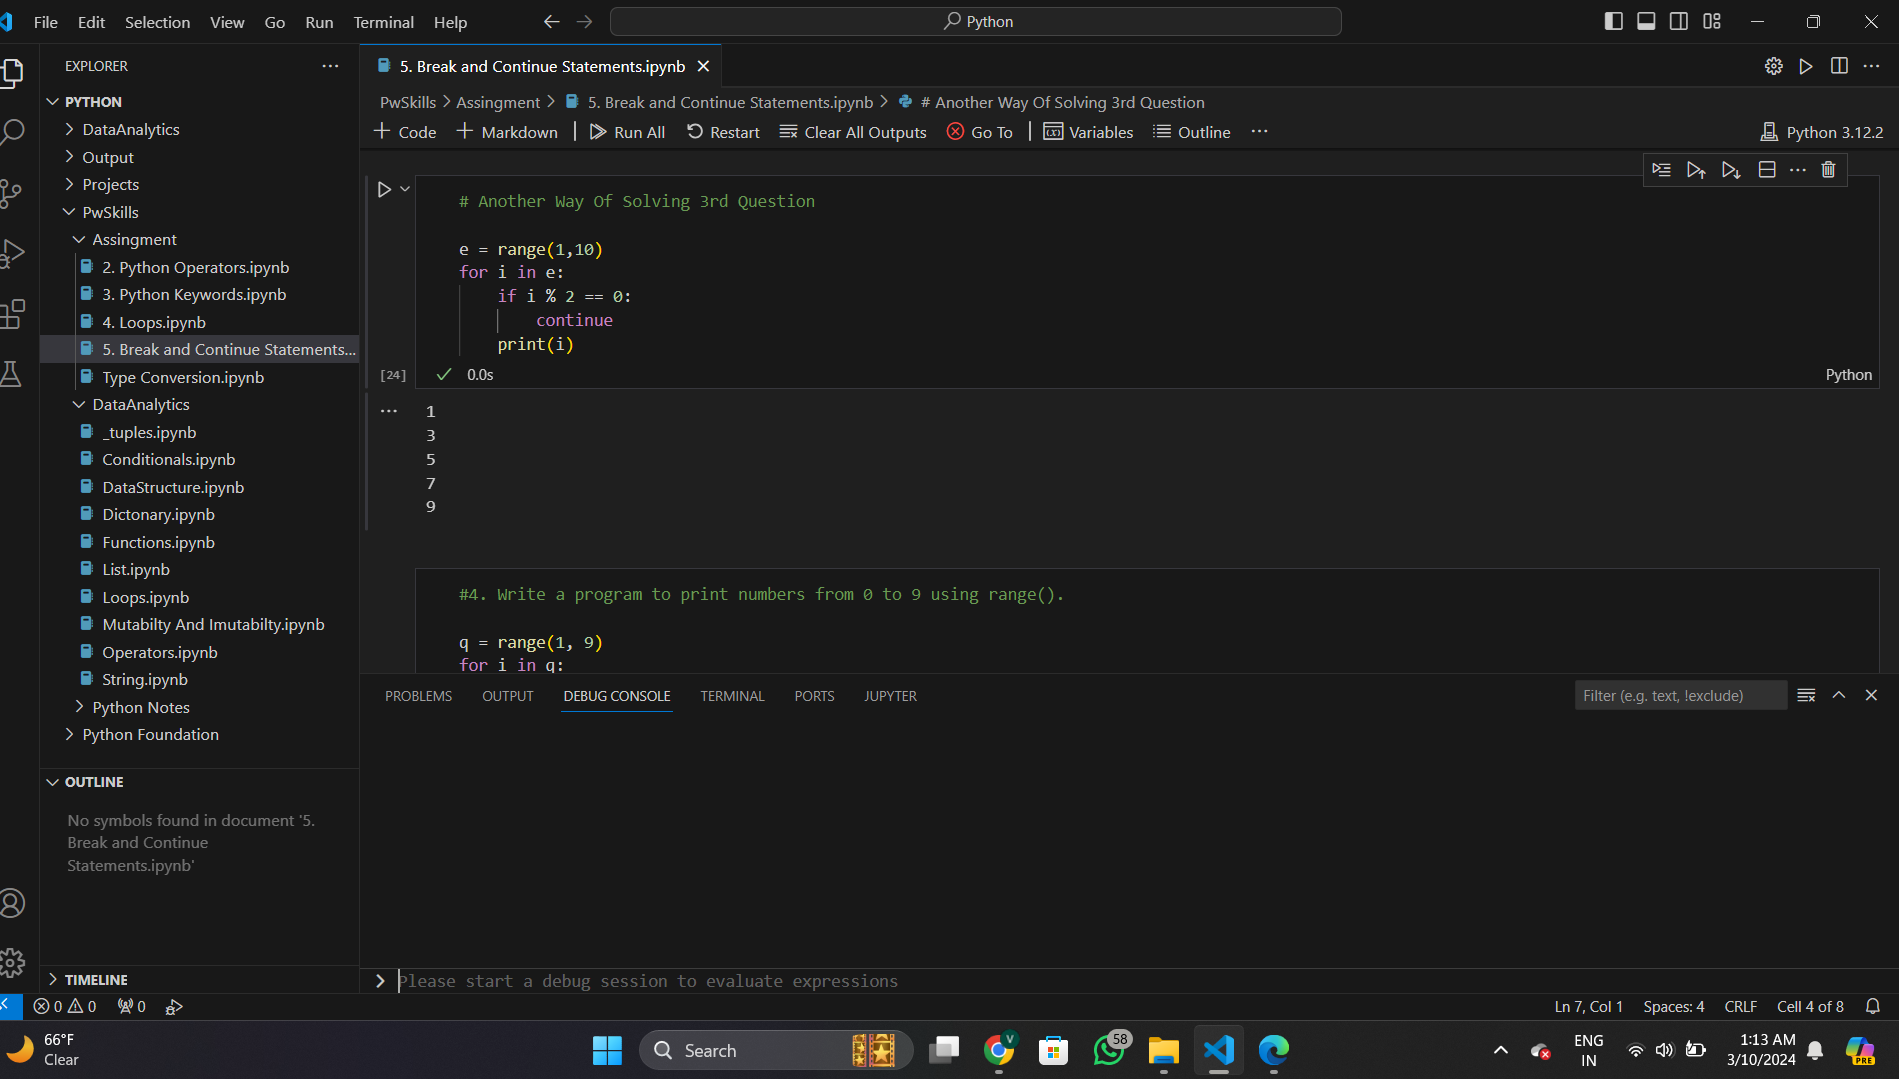 File Edit Selection View Go Run Terminal Help
Python
EXPLORER
PYTHON
DataAnalytics
Output
Projects
PwSkills
Assingment
2. Python Operators.ipynb
3. Python Keywords.ipynb
4. Loops.ipynb
5. Break and Continue Statements...
Type Conversion.ipynb
DataAnalytics
_tuples.ipynb
Conditionals.ipynb
DataStructure.ipynb
Dictonary.ipynb
Functions.ipynb
List.ipynb
Loops.ipynb
Mutabilty And Imutabilty.ipynb
Operators.ipynb
String.ipynb
Python Notes
Python Foundation
OUTLINE
No symbols found in document '5.
Break and Continue
Statements.ipynb'
TIMELINE
5. Break and Continue Statements.ipynb
PwSkills > Assingment > 5. Break and Continue Statements.ipynb > # Another Way Of Solving 3rd Question
+ Code + Markdown | Run All Restart Clear All Outputs Go To | Variables Outline ...
Python 3.12.2
# Another Way Of Solving 3rd Question
e = range(1,10)
for i in e:
    if i % 2 == 0:
        continue
    print(i)
[24] 0.0s
Python
1
3
5
7
9
#4. Write a program to print numbers from 0 to 9 using range().
q = range(1, 9)
for i in q:
PROBLEMS OUTPUT DEBUG CONSOLE TERMINAL PORTS JUPYTER
Filter (e.g. text, !exclude)
Please start a debug session to evaluate expressions
0 0 0
Ln 7, Col 1 Spaces: 4 CRLF Cell 4 of 8
66°F
Clear
Search
V
58
ENG
IN
1:13 AM
3/10/2024
PRE